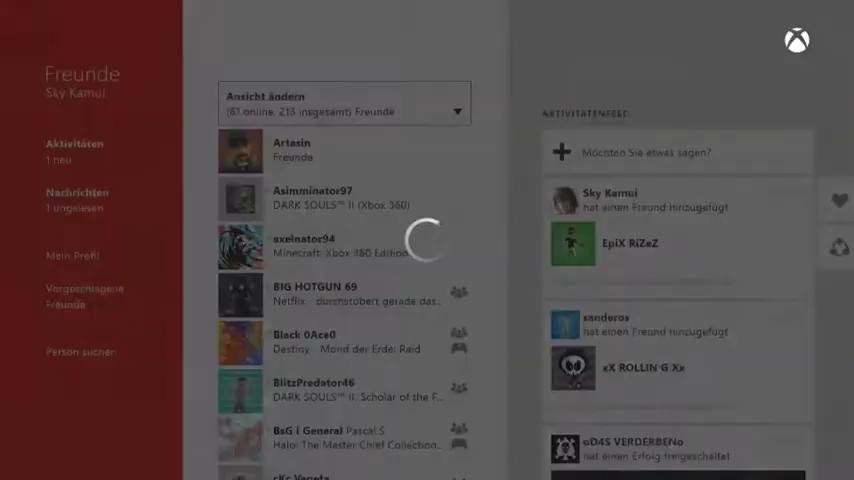 Freunde
Sky Kamui
Aktivitäten
1 neu
Nachrichten
1 ungelesen
Mein Profil
Vorgeschlagene
Freunde
Person suchen
Ansicht ändern
(61 online, 213 insgesamt) Freunde
Artasin
Freunde
Asimminator97
DARK SOULS™ II (Xbox 360)
axelnator94
Minecraft: Xbox 360 Edition
BIG HOTGUN 69
Netflix - durchstöbert gerade das...
Black 0Ace0
Destiny - Mond der Erde: Raid
BlitzPredator46
DARK SOULS™ II: Scholar of the F...
BsG i General Pascal S
Halo: The Master Chief Collection...
cKc Vegeta
AKTIVITÄTENFEED
Möchten Sie etwas sagen?
Sky Kamui
hat einen Freund hinzugefügt
EpiX RiZeZ
xanderos
hat einen Freund hinzugefügt
xX ROLLIN G Xx
oD4S VERDERBENo
hat einen Erfolg freigeschaltet